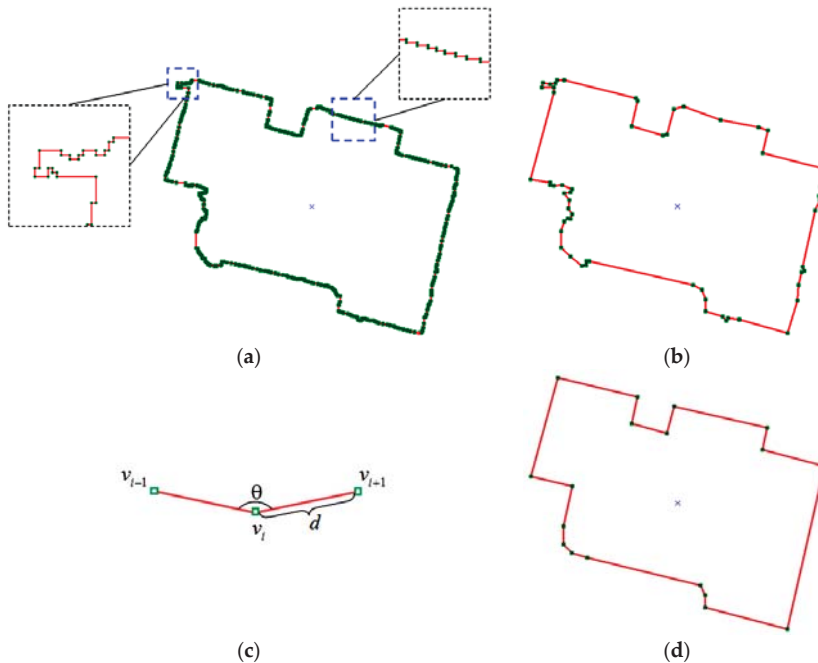 (a)
(b)
v_{i-1}
θ
v_{i+1}
v_i
d
(c)
(d)